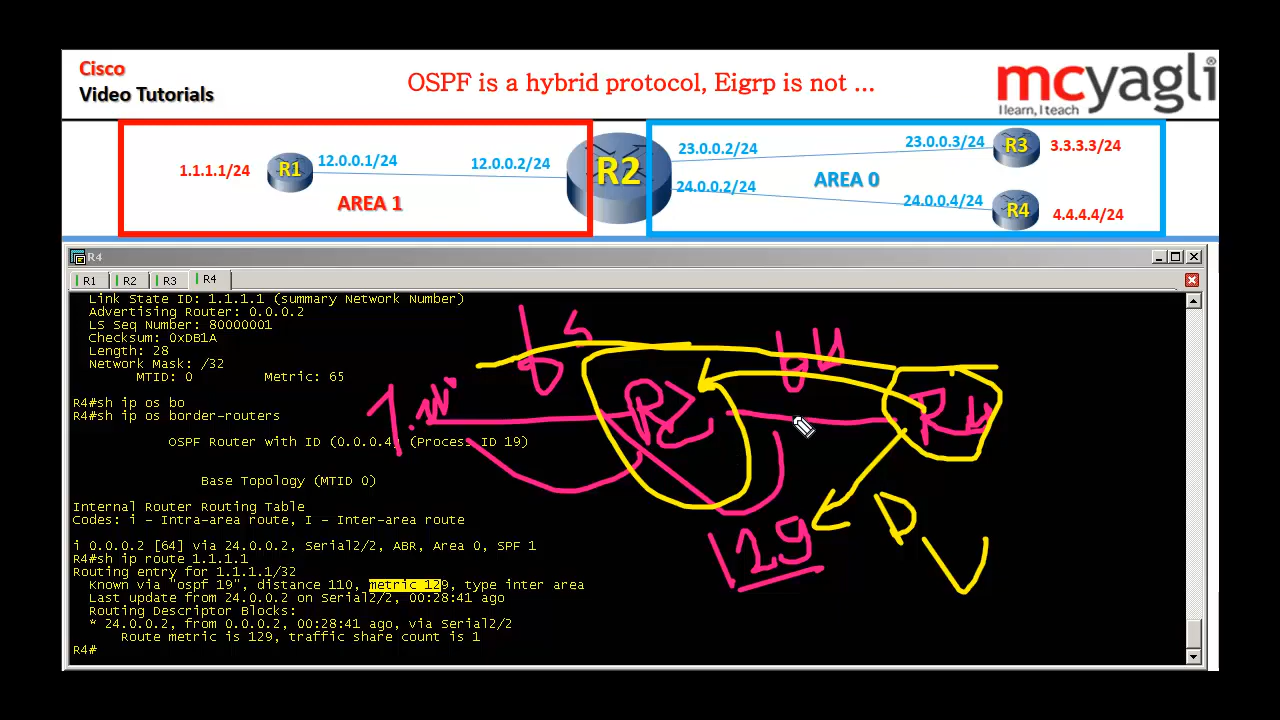 Cisco
Video Tutorials
OSPF is a hybrid protocol, Eigrp is not ...
mcyagli
I learn, I teach
1.1.1.1/24
R1
12.0.0.1/24
12.0.0.2/24
AREA 1
R2
23.0.0.2/24
23.0.0.3/24
R3
3.3.3.3/24
AREA 0
24.0.0.2/24
24.0.0.4/24
R4
4.4.4.4/24
R4
R1
R2
R3
R4
Link State ID: 1.1.1.1 (summary Network Number)
Advertising Router: 0.0.0.2
LS Seq Number: 80000001
Checksum: 0xDB1A
Length: 28
Network Mask: /32
MTID: 0 Metric: 65
R4#sh ip os bo
R4#sh ip os border-routers
OSPF Router with ID (0.0.0.4) (Process ID 19)
Base Topology (MTID 0)
Internal Router Routing Table
Codes: i - Intra-area route, I - Inter-area route
i 0.0.0.2 [64] via 24.0.0.2, Serial2/2, ABR, Area 0, SPF 1
R4#sh ip route 1.1.1.1
Routing entry for 1.1.1.1/32
Known via "ospf 19", distance 110, metric 129, type inter area
Last update from 24.0.0.2 on Serial2/2, 00:28:41 ago
Routing Descriptor Blocks:
* 24.0.0.2, from 0.0.0.2, 00:28:41 ago, via Serial2/2
Route metric is 129, traffic share count is 1
R4#
65
64
R2
R4
129
DV